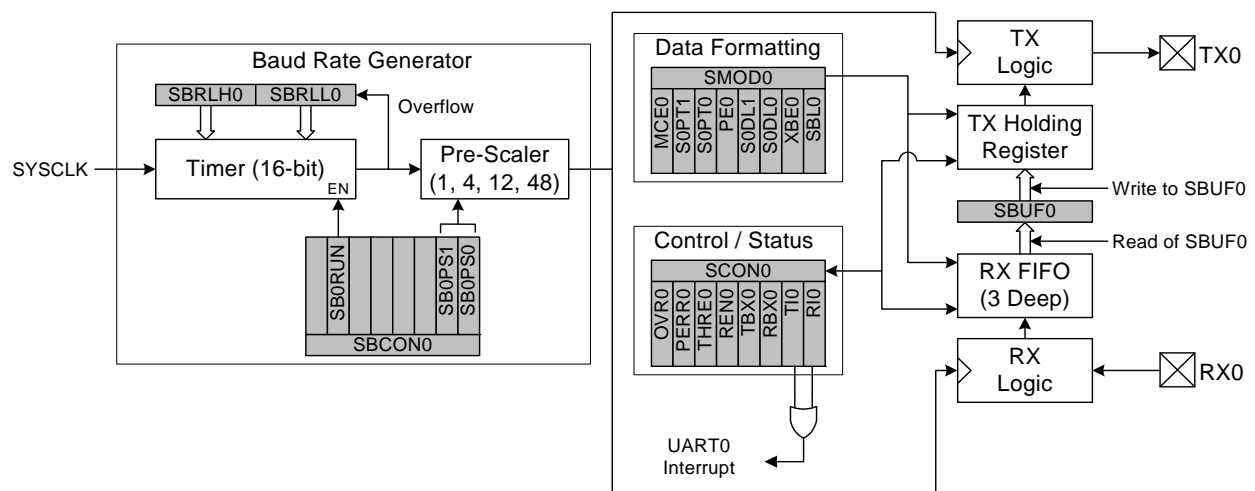 Baud Rate Generator
SBRLH0 SBRLL0
Overflow
SYSCLK
Timer (16-bit)
EN
Pre-Scaler
(1, 4, 12, 48)
SB0RUN
SB0PS1
SB0PS0
SBCON0
Data Formatting
SMOD0
MCE0
S0PT1
S0PT0
PE0
S0DL1
S0DL0
XBE0
SBL0
Control / Status
SCON0
OVR0
PERR0
THRE0
REN0
TBX0
RBX0
TI0
RI0
UART0
Interrupt
TX
Logic
TX0
TX Holding
Register
Write to SBUF0
SBUF0
Read of SBUF0
RX FIFO
(3 Deep)
RX
Logic
RX0